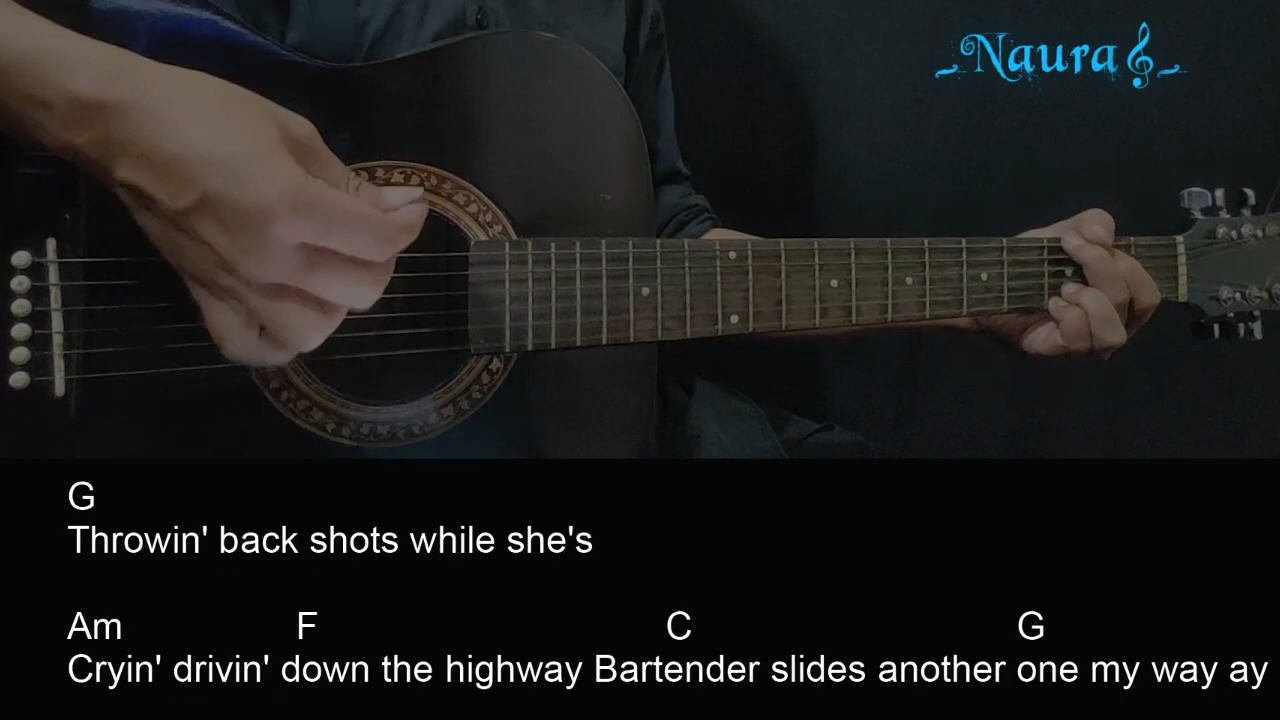 Naura
G
Throwin' back shots while she's
Am F C G
Cryin' drivin' down the highway Bartender slides another one my way ay